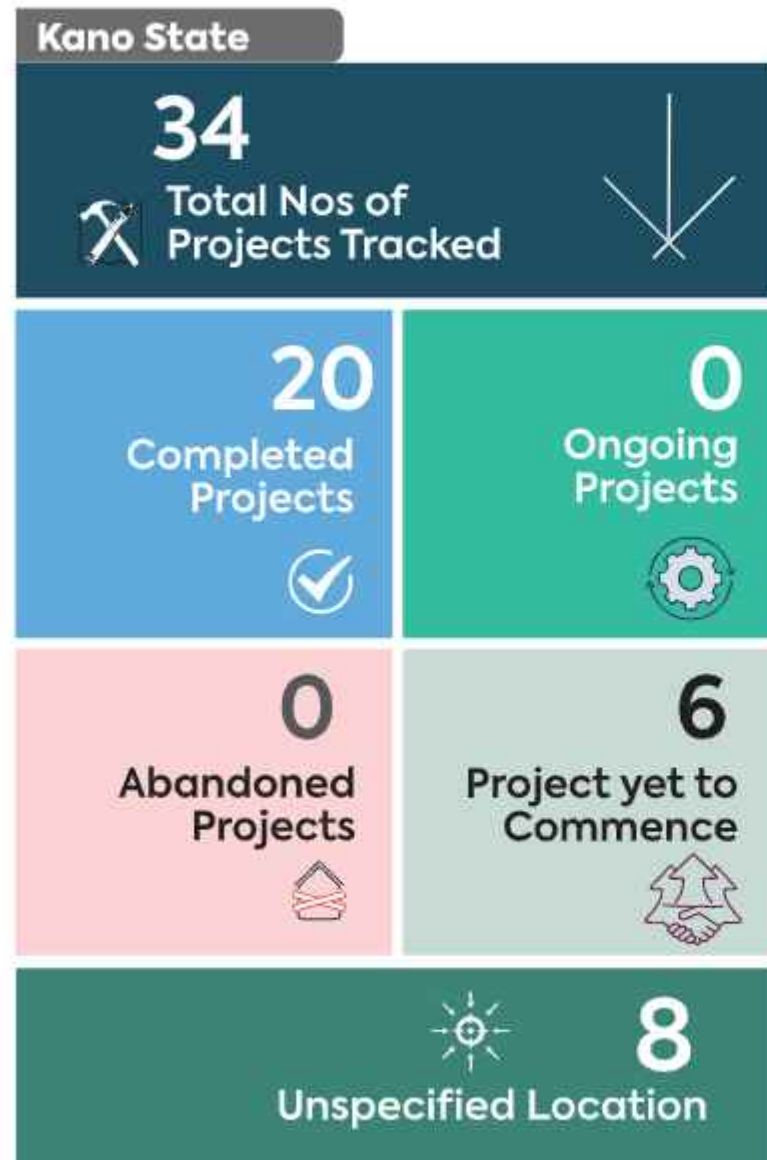 Kano State
34
Total Nos of
Projects Tracked
20
Completed
Projects
0
Ongoing
Projects
0
Abandoned
Projects
6
Project yet to
Commence
8
Unspecified Location